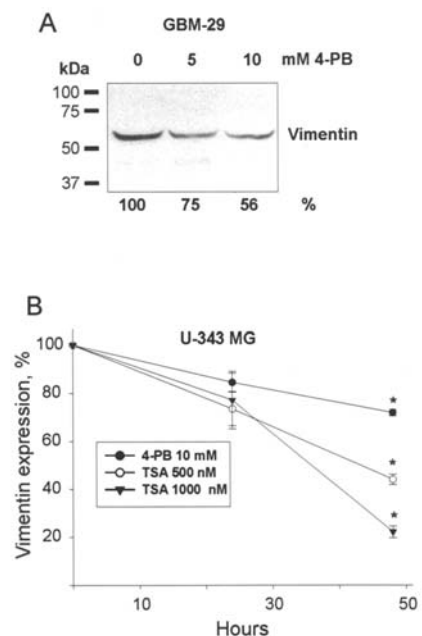 A
GBM-29
0 5 10 mM 4-PB
kDa
100
75
50
37
Vimentin
100 75 56 %
B
U-343 MG
Vimentin expression, %
100
80
60
40
20
4-PB 10 mM
TSA 500 nM
TSA 1000 nM
*
*
*
10 30 50
Hours